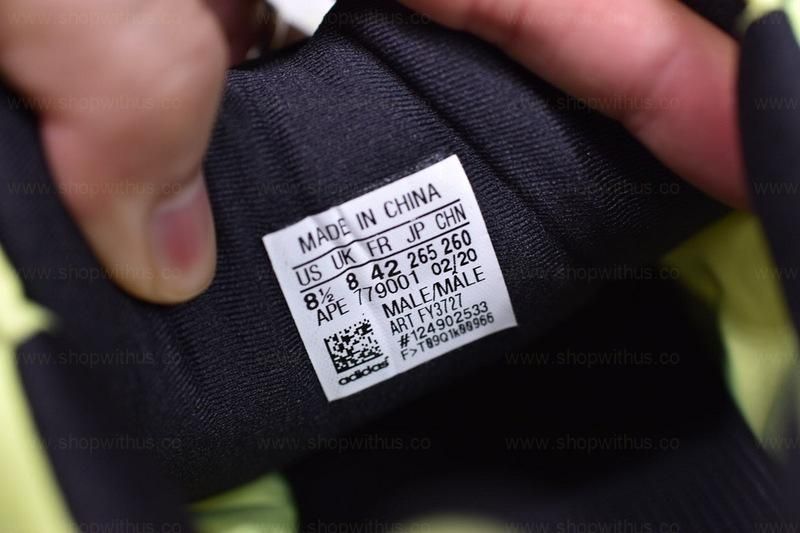 MADE IN CHINA
US UK FR JP CHN
8½ 8 42 265 260
APE 779001 02/20
MALE/MÂLE
ART FY3727
#124902533
F>T09Q1K00966
adidas
www.shopwithus.co